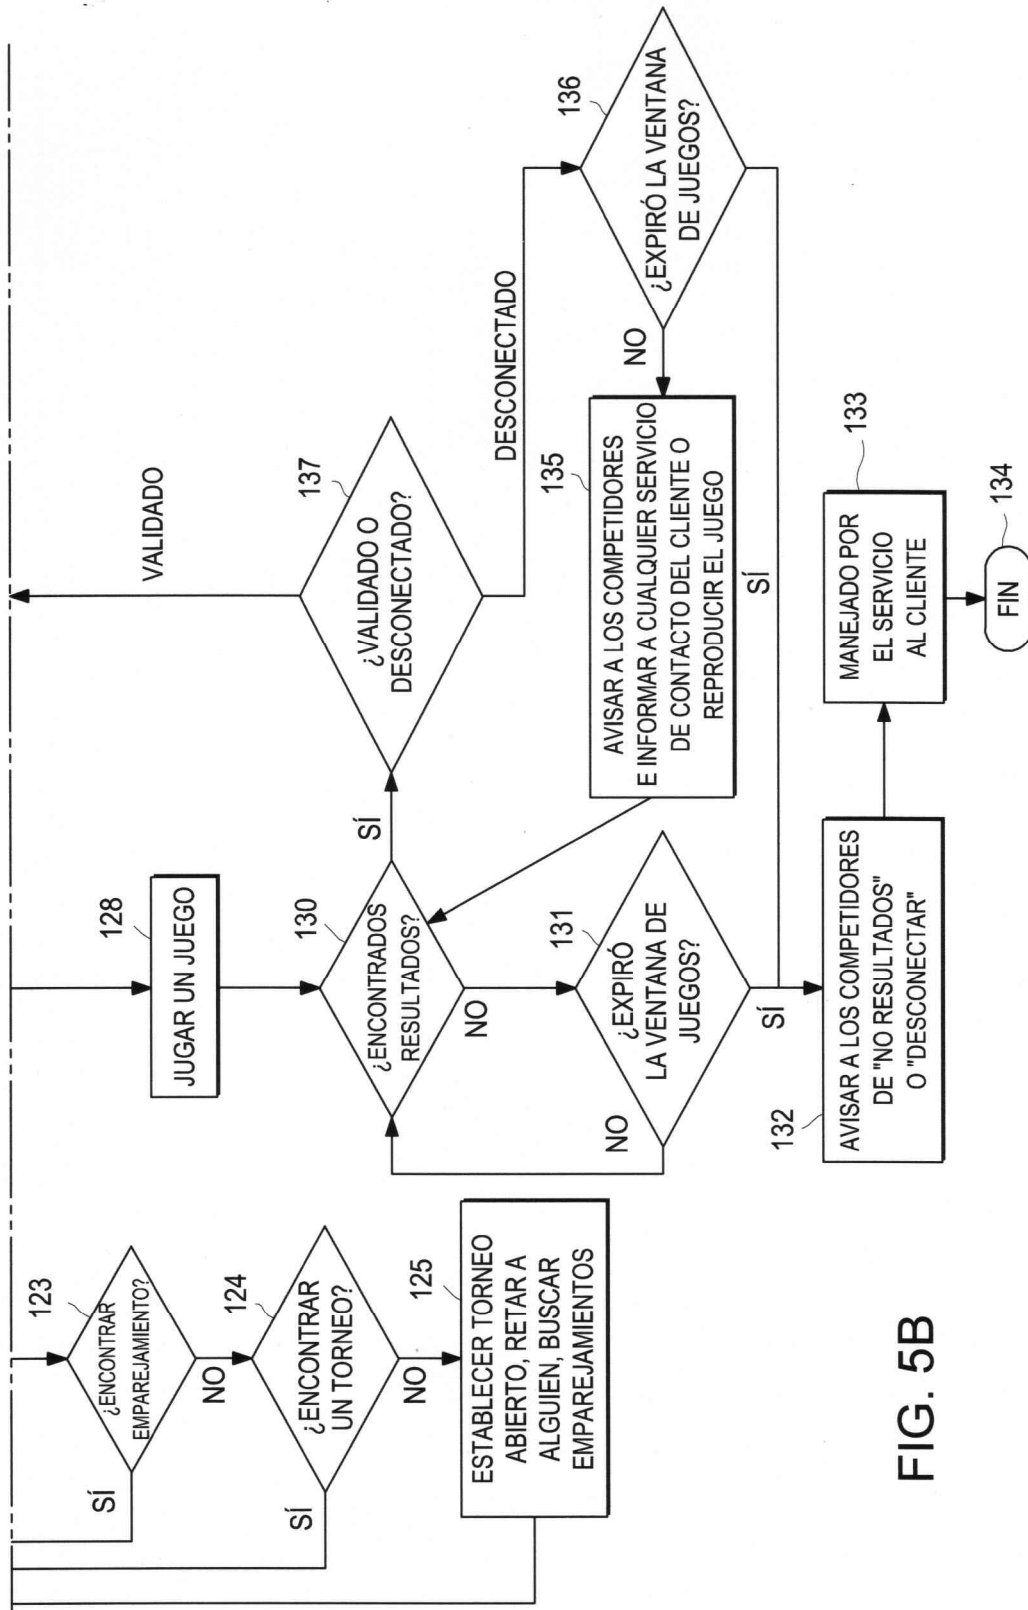 123
¿ENCONTRAR
EMPAREJAMIENTO?
SÍ
NO
124
¿ENCONTRAR
UN TORNEO?
SÍ
NO
125
ESTABLECER TORNEO
ABIERTO, RETAR A
ALGUIEN, BUSCAR
EMPAREJAMIENTOS
128
JUGAR UN JUEGO
130
¿ENCONTRADOS
RESULTADOS?
SÍ
NO
131
¿EXPIRÓ
LA VENTANA DE
JUEGOS?
NO
SÍ
132
AVISAR A LOS COMPETIDORES
DE "NO RESULTADOS"
O "DESCONECTAR"
VALIDADO
137
¿VALIDADO O
DESCONECTADO?
DESCONECTADO
136
¿EXPIRÓ LA VENTANA
DE JUEGOS?
NO
SÍ
135
AVISAR A LOS COMPETIDORES
E INFORMAR A CUALQUIER SERVICIO
DE CONTACTO DEL CLIENTE O
REPRODUCIR EL JUEGO
133
MANEJADO POR
EL SERVICIO
AL CLIENTE
134
FIN
FIG. 5B